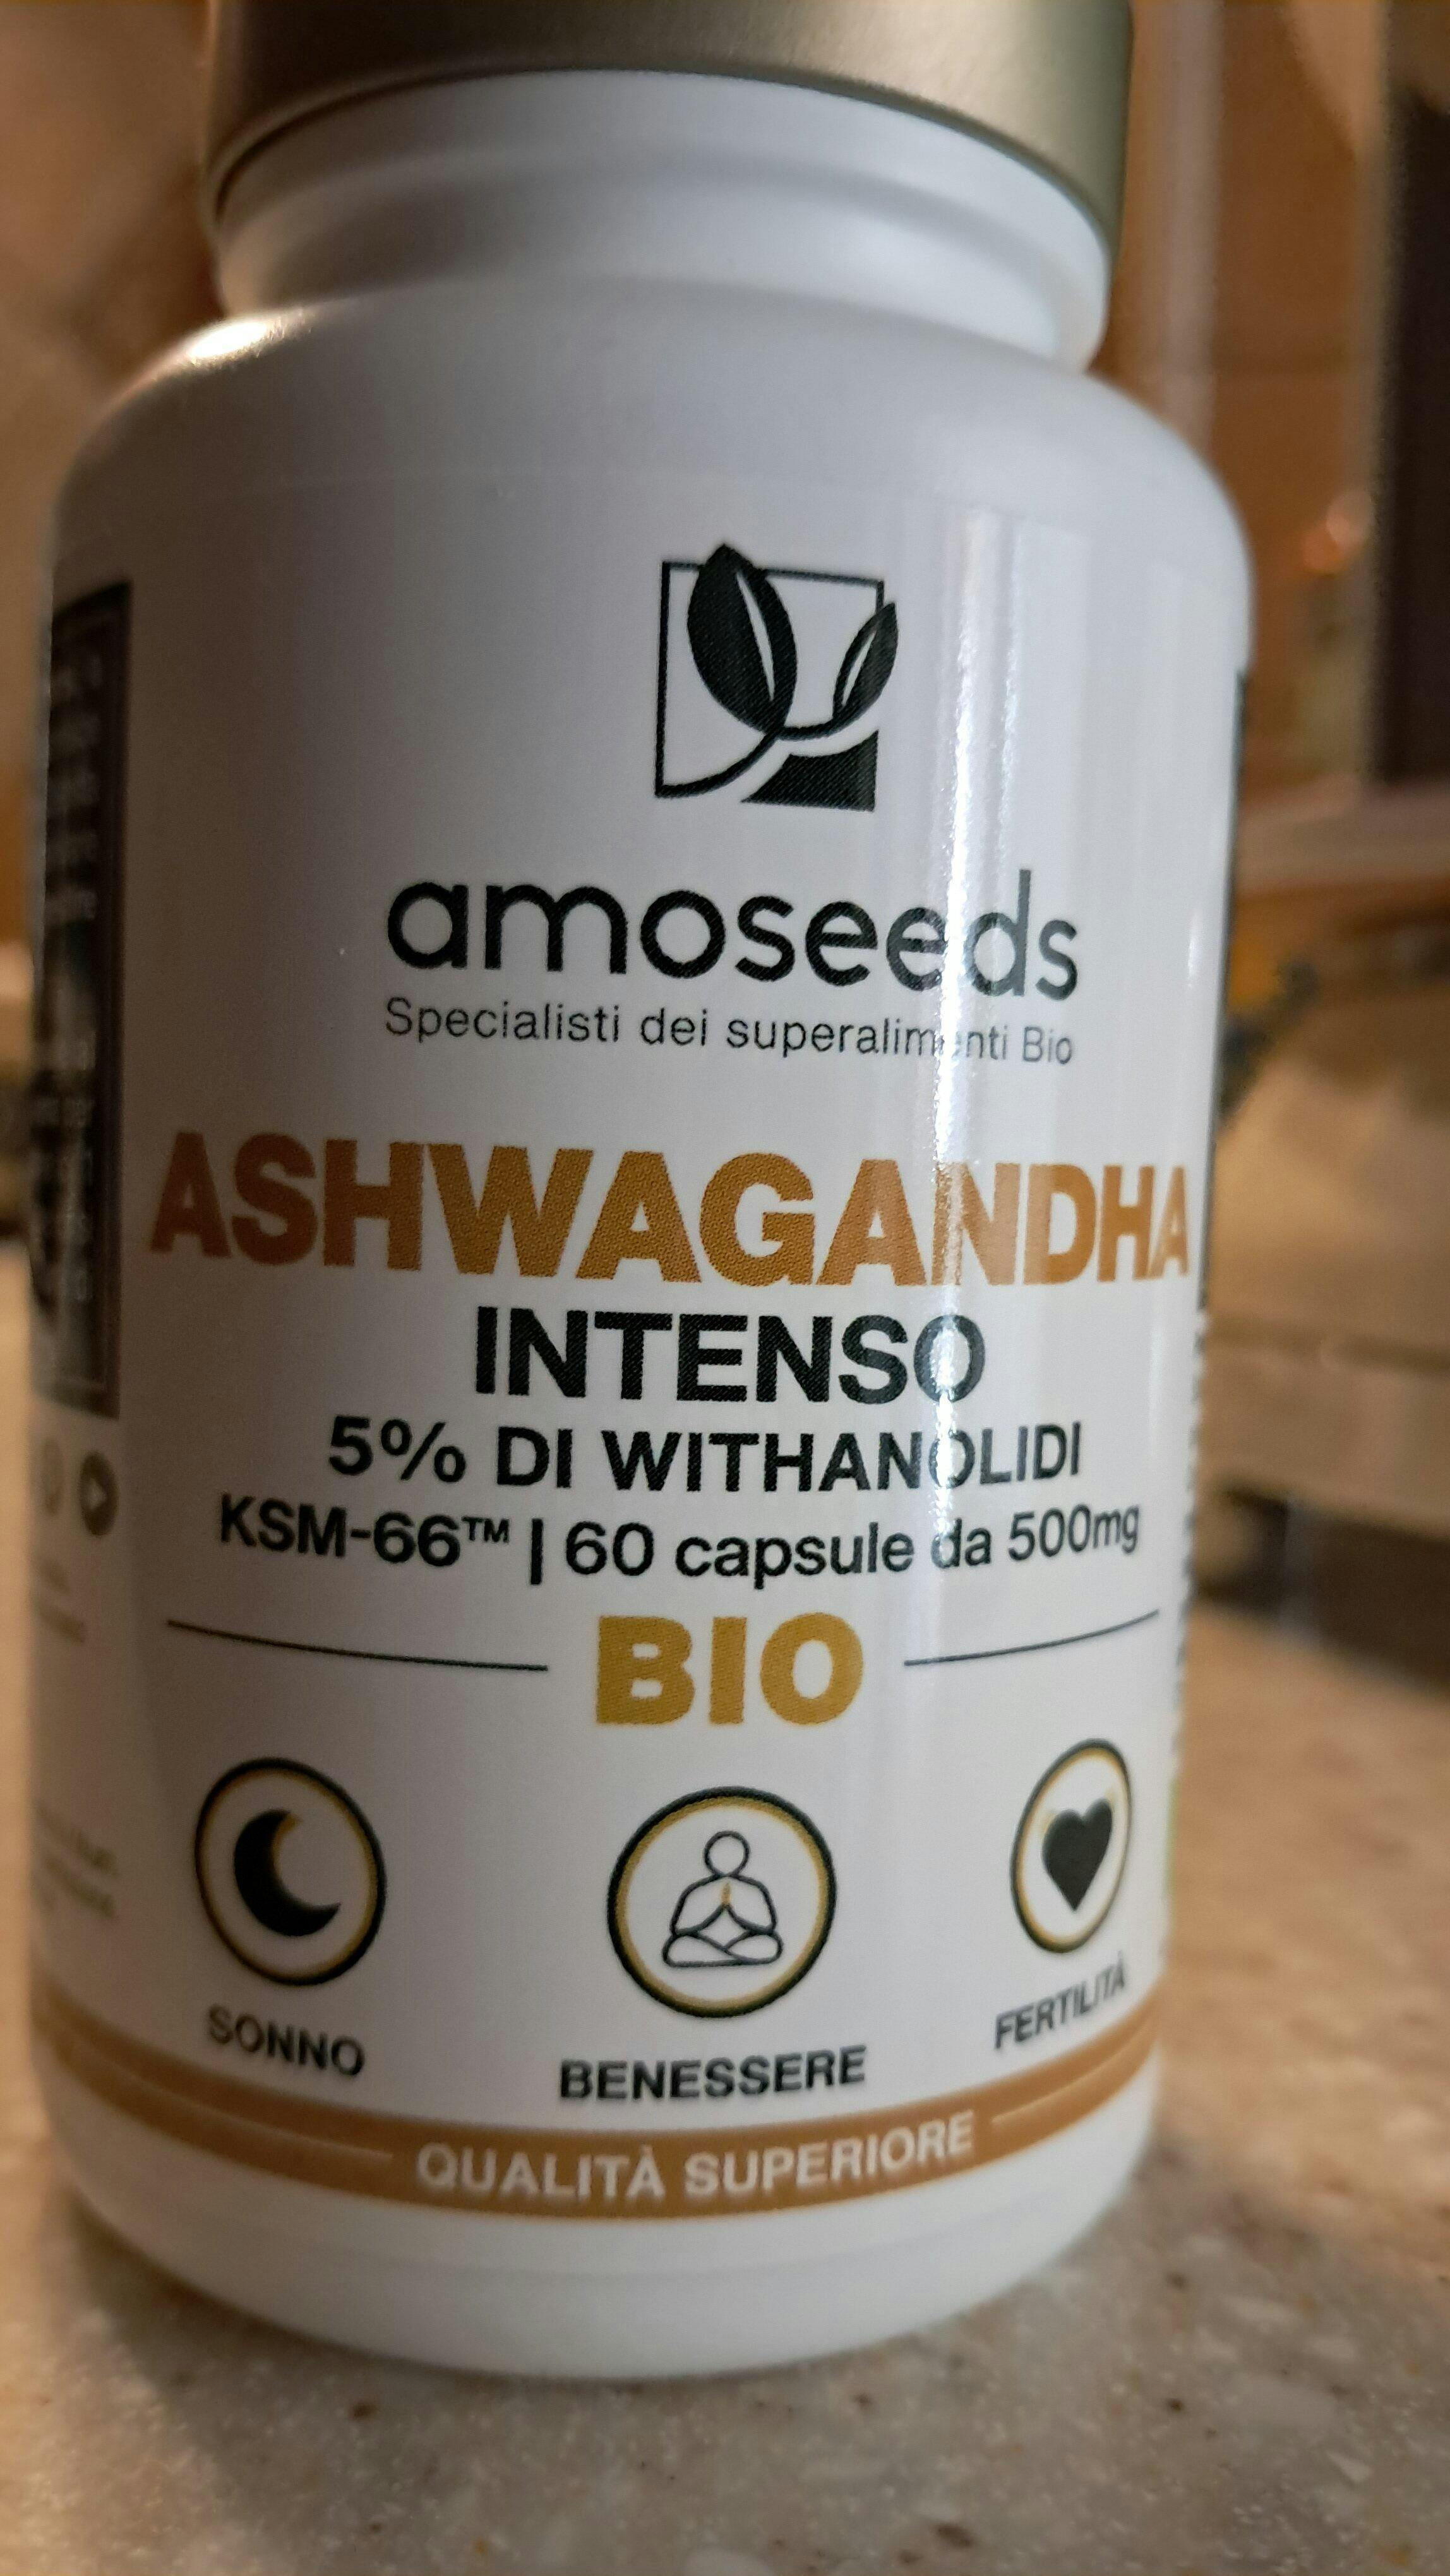 amoseeds
Specialisti dei superalimenti Bio
ASHWAGANDHA
INTENSO
5% DI WITHANOLIDI
KSM-66™ | 60 capsule da 500mg
BIO
SONNO
BENESSERE
FERTILITÀ
QUALITÀ SUPERIORE